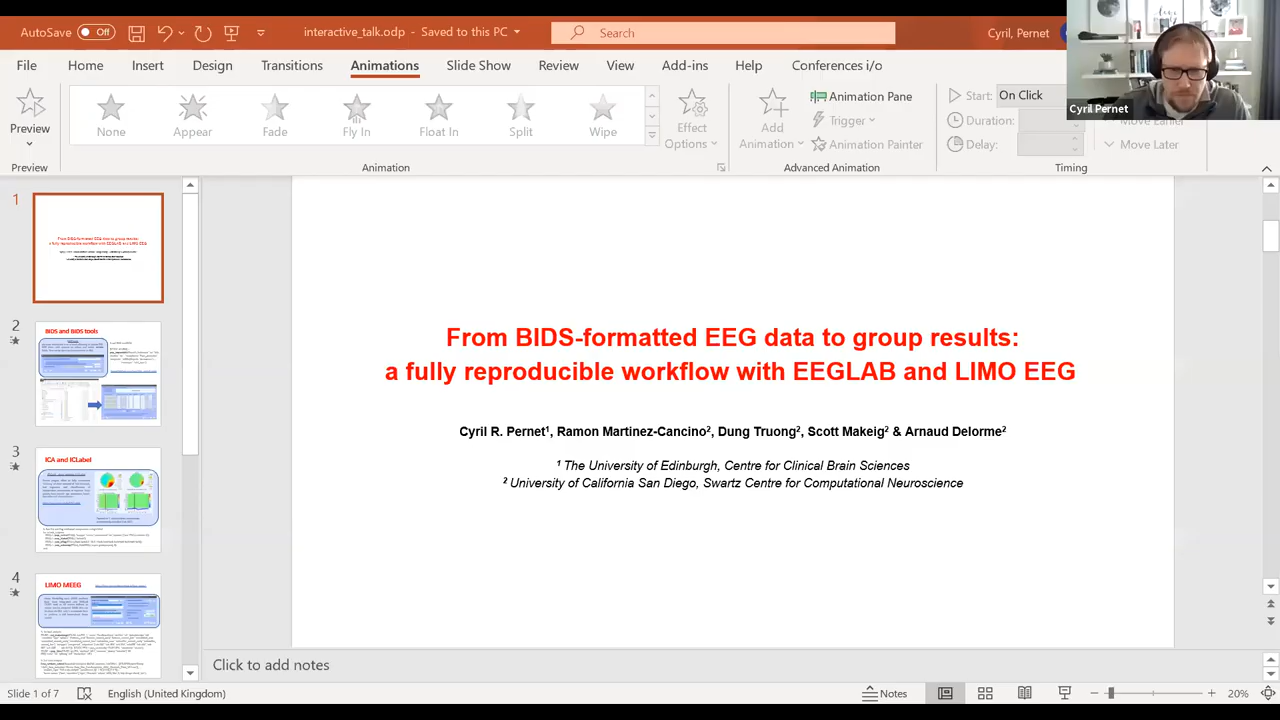 AutoSave Off
interactive_talk.odp - Saved to this PC
Search
Cyril, Pernet
File Home Insert Design Transitions Animations Slide Show Review View Add-ins Help Conferences i/o
Preview
None Appear Fade Fly In Float In Split Wipe
Effect Options
Add Animation
Animation Pane
Trigger
Animation Painter
Start: On Click
Duration:
Delay:
Move Earlier
Move Later
Preview Animation Advanced Animation Timing
Cyril Pernet
1
2
BIDS and BIDS tools
3
ICA and ICLabel
4
LIMO MEEG
From BIDS-formatted EEG data to group results:
a fully reproducible workflow with EEGLAB and LIMO EEG
Cyril R. Pernet¹, Ramon Martinez-Cancino², Dung Truong², Scott Makeig² & Arnaud Delorme²
¹ The University of Edinburgh, Centre for Clinical Brain Sciences
² University of California San Diego, Swartz Centre for Computational Neuroscience
Click to add notes
Slide 1 of 7 English (United Kingdom) Notes 20%